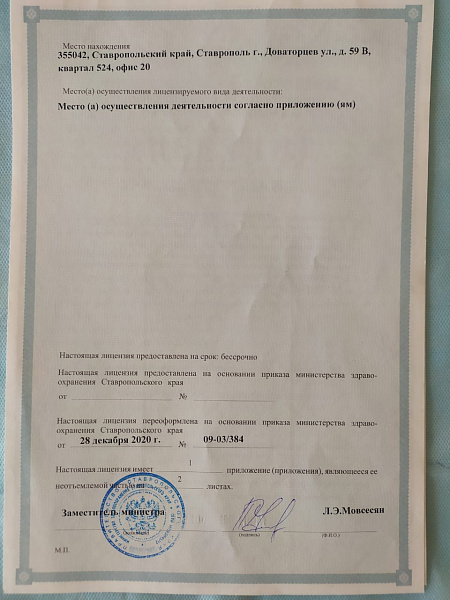 Место нахождения
355042, Ставропольский край, Ставрополь г., Доваторцев ул., д. 59 В,
квартал 524, офис 20
Место(а) осуществления лицензируемого вида деятельности:
Место (а) осуществления деятельности согласно приложению (ям)
Настоящая лицензия предоставлена на срок: бессрочно
Настоящая лицензия предоставлена на основании приказа министерства здраво-
охранения Ставропольского края
от №
Настоящая лицензия переоформлена на основании приказа министерства здраво-
охранения Ставропольского края
от 28 декабря 2020 г. № 09-03/384
Настоящая лицензия имеет 1 приложение (приложения), являющееся ее
неотъемлемой частью на 2 листах.
Заместитель министра Л.Э.Мовсесян
(подпись) (Ф.И.О.)
М.П.